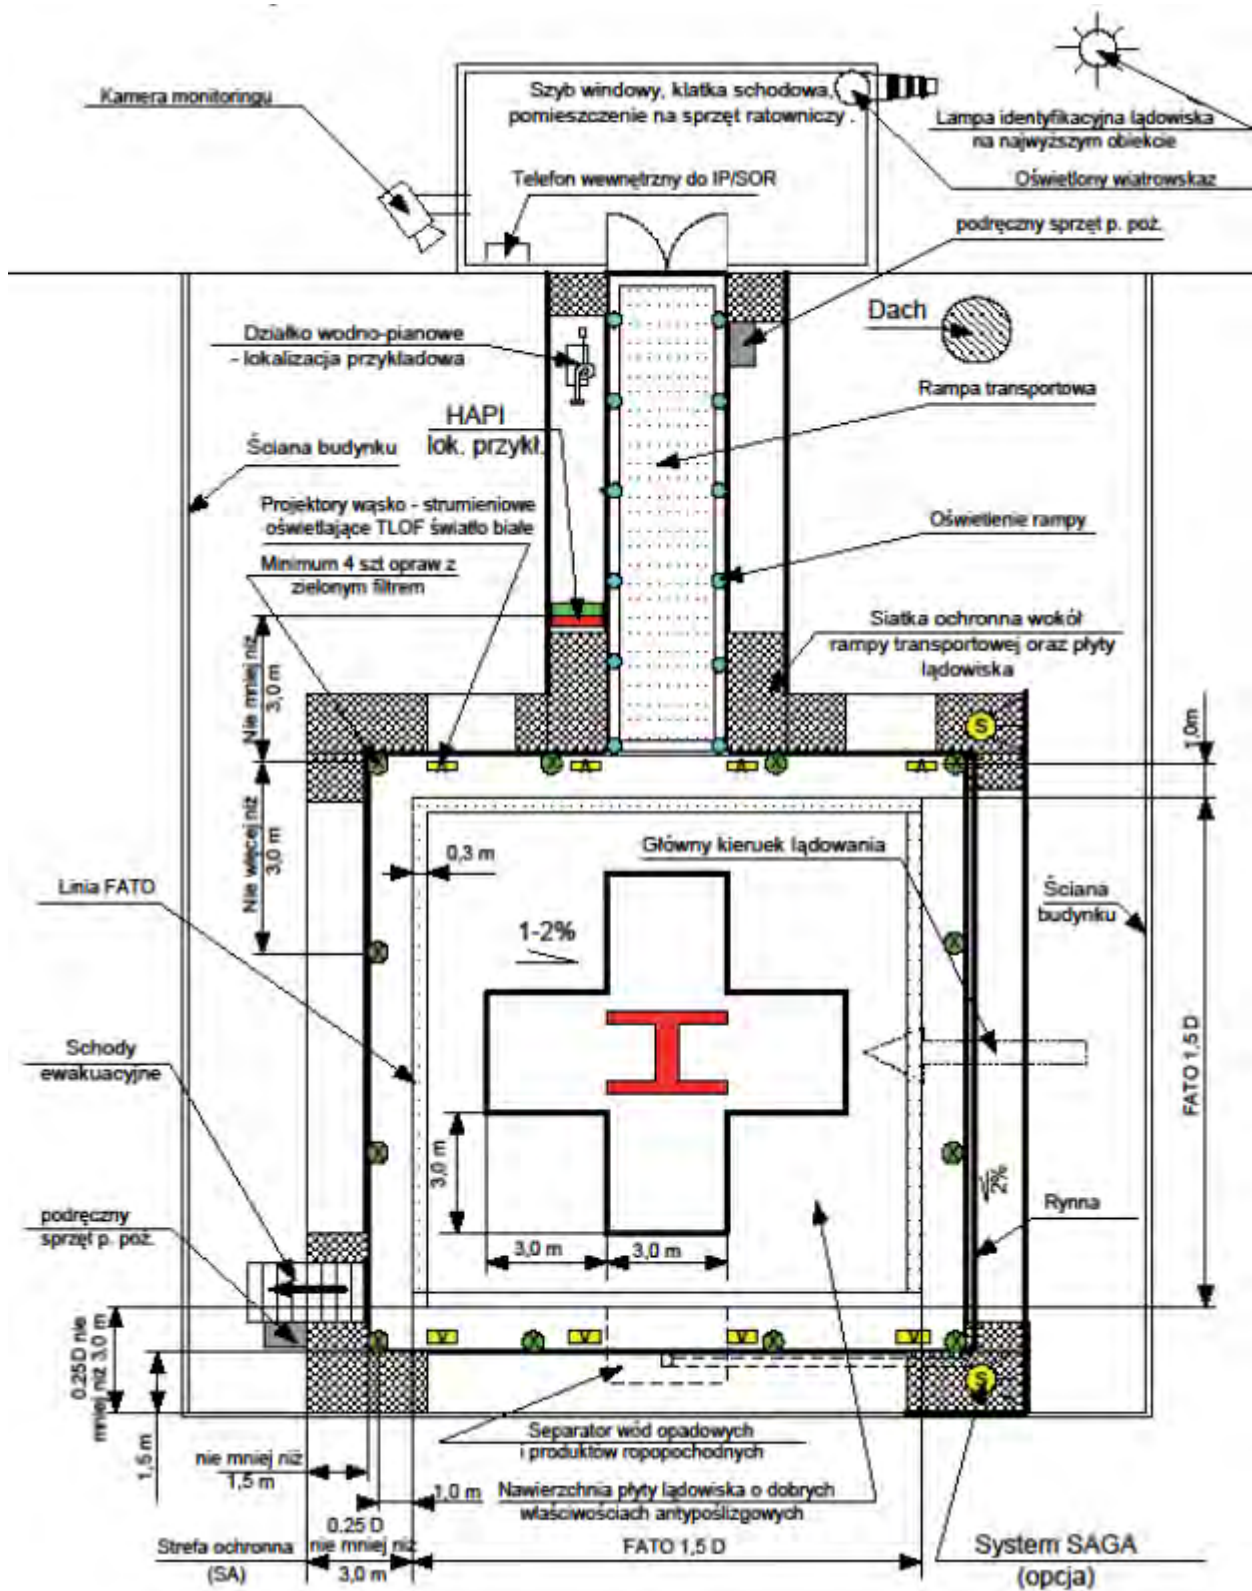 Kamera monitoringu
Szyb windowy, klatka schodowa,
pomieszczenie na sprzęt ratowniczy .
Lampa identyfikacyjna lądowiska
na najwyższym obiekcie
Telefon wewnętrzny do IP/SOR
Oświetlony wiatrowskaz
podręczny sprzęt p. poż.
Dach
Działko wodno-pianowe
- lokalizacja przykładowa
Rampa transportowa
HAPI
lok. przykł.
Ściana budynku
Projektory wąsko - strumieniowe
oświetlające TLOF światło białe
Oświetlenie rampy
Minimum 4 szt opraw z
zielonym filtrem
Siatka ochronna wokół
rampy transportowej oraz płyty
lądowiska
Nie mniej niż
3,0 m
S
1,0m
X
A
X
A
A
X
A
X
Nie więcej niż
3,0 m
Główny kieruek lądowania
0,3 m
Linia FATO
Ściana
budynku
1-2%
X
X
H
Schody
ewakuacyjne
FATO 1,5 D
3,0 m
X
X
2%
Rynna
podręczny
sprzęt p. poż.
3,0 m
3,0 m
0.25D nie
mniej niż 3,0 m
X
V
X
V
V
X
V
X
S
1,5 m
Separator wód opadowych
i produktów ropopochodnych
nie mniej niż
1,5 m
1,0 m
Nawierzchnia płyty lądowiska o dobrych
właściwościach antypoślizgowych
0.25 D
Strefa ochronna
(SA)
nie mniej niż
3,0 m
FATO 1,5 D
System SAGA
(opcja)